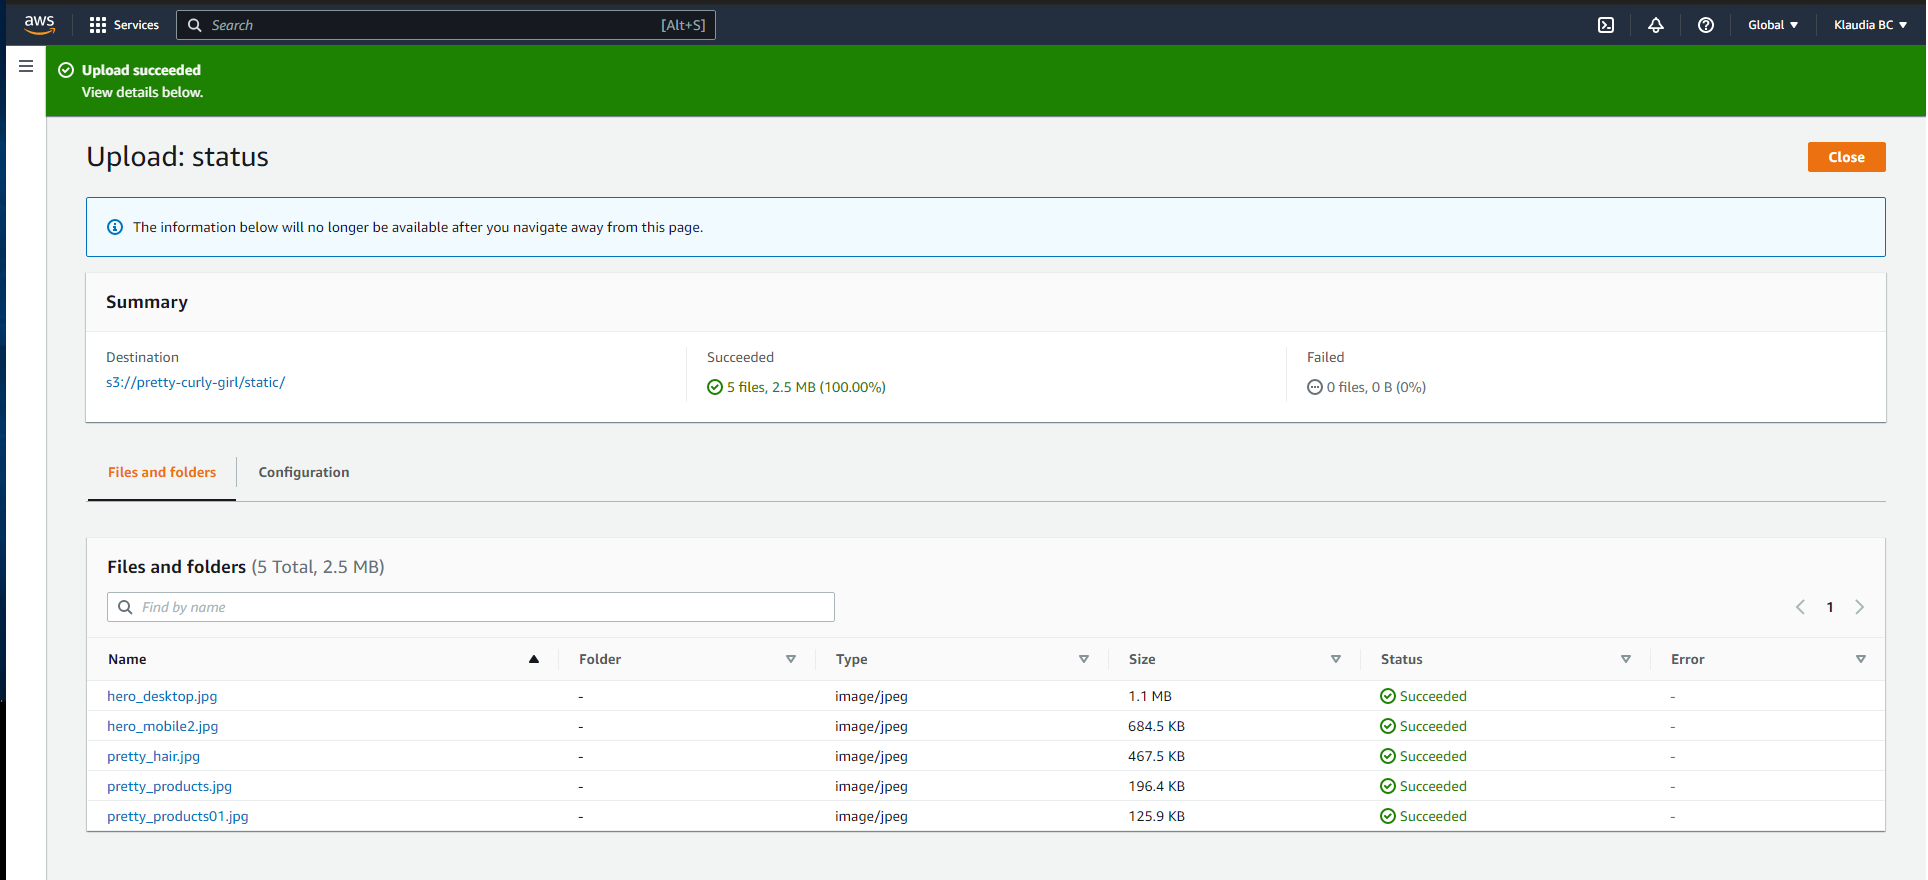 aws Services Search [Alt+S] Global Klaudia BC
Upload succeeded
View details below.
Upload: status Close
The information below will no longer be available after you navigate away from this page.
Summary
Destination Succeeded Failed
s3://pretty-curly-girl/static/ 5 files, 2.5 MB (100.00%) 0 files, 0 B (0%)
Files and folders Configuration
Files and folders (5 Total, 2.5 MB)
Find by name 1
Name Folder Type Size Status Error
hero_desktop.jpg - image/jpeg 1.1 MB Succeeded -
hero_mobile2.jpg - image/jpeg 684.5 KB Succeeded -
pretty_hair.jpg - image/jpeg 467.5 KB Succeeded -
pretty_products.jpg - image/jpeg 196.4 KB Succeeded -
pretty_products01.jpg - image/jpeg 125.9 KB Succeeded -